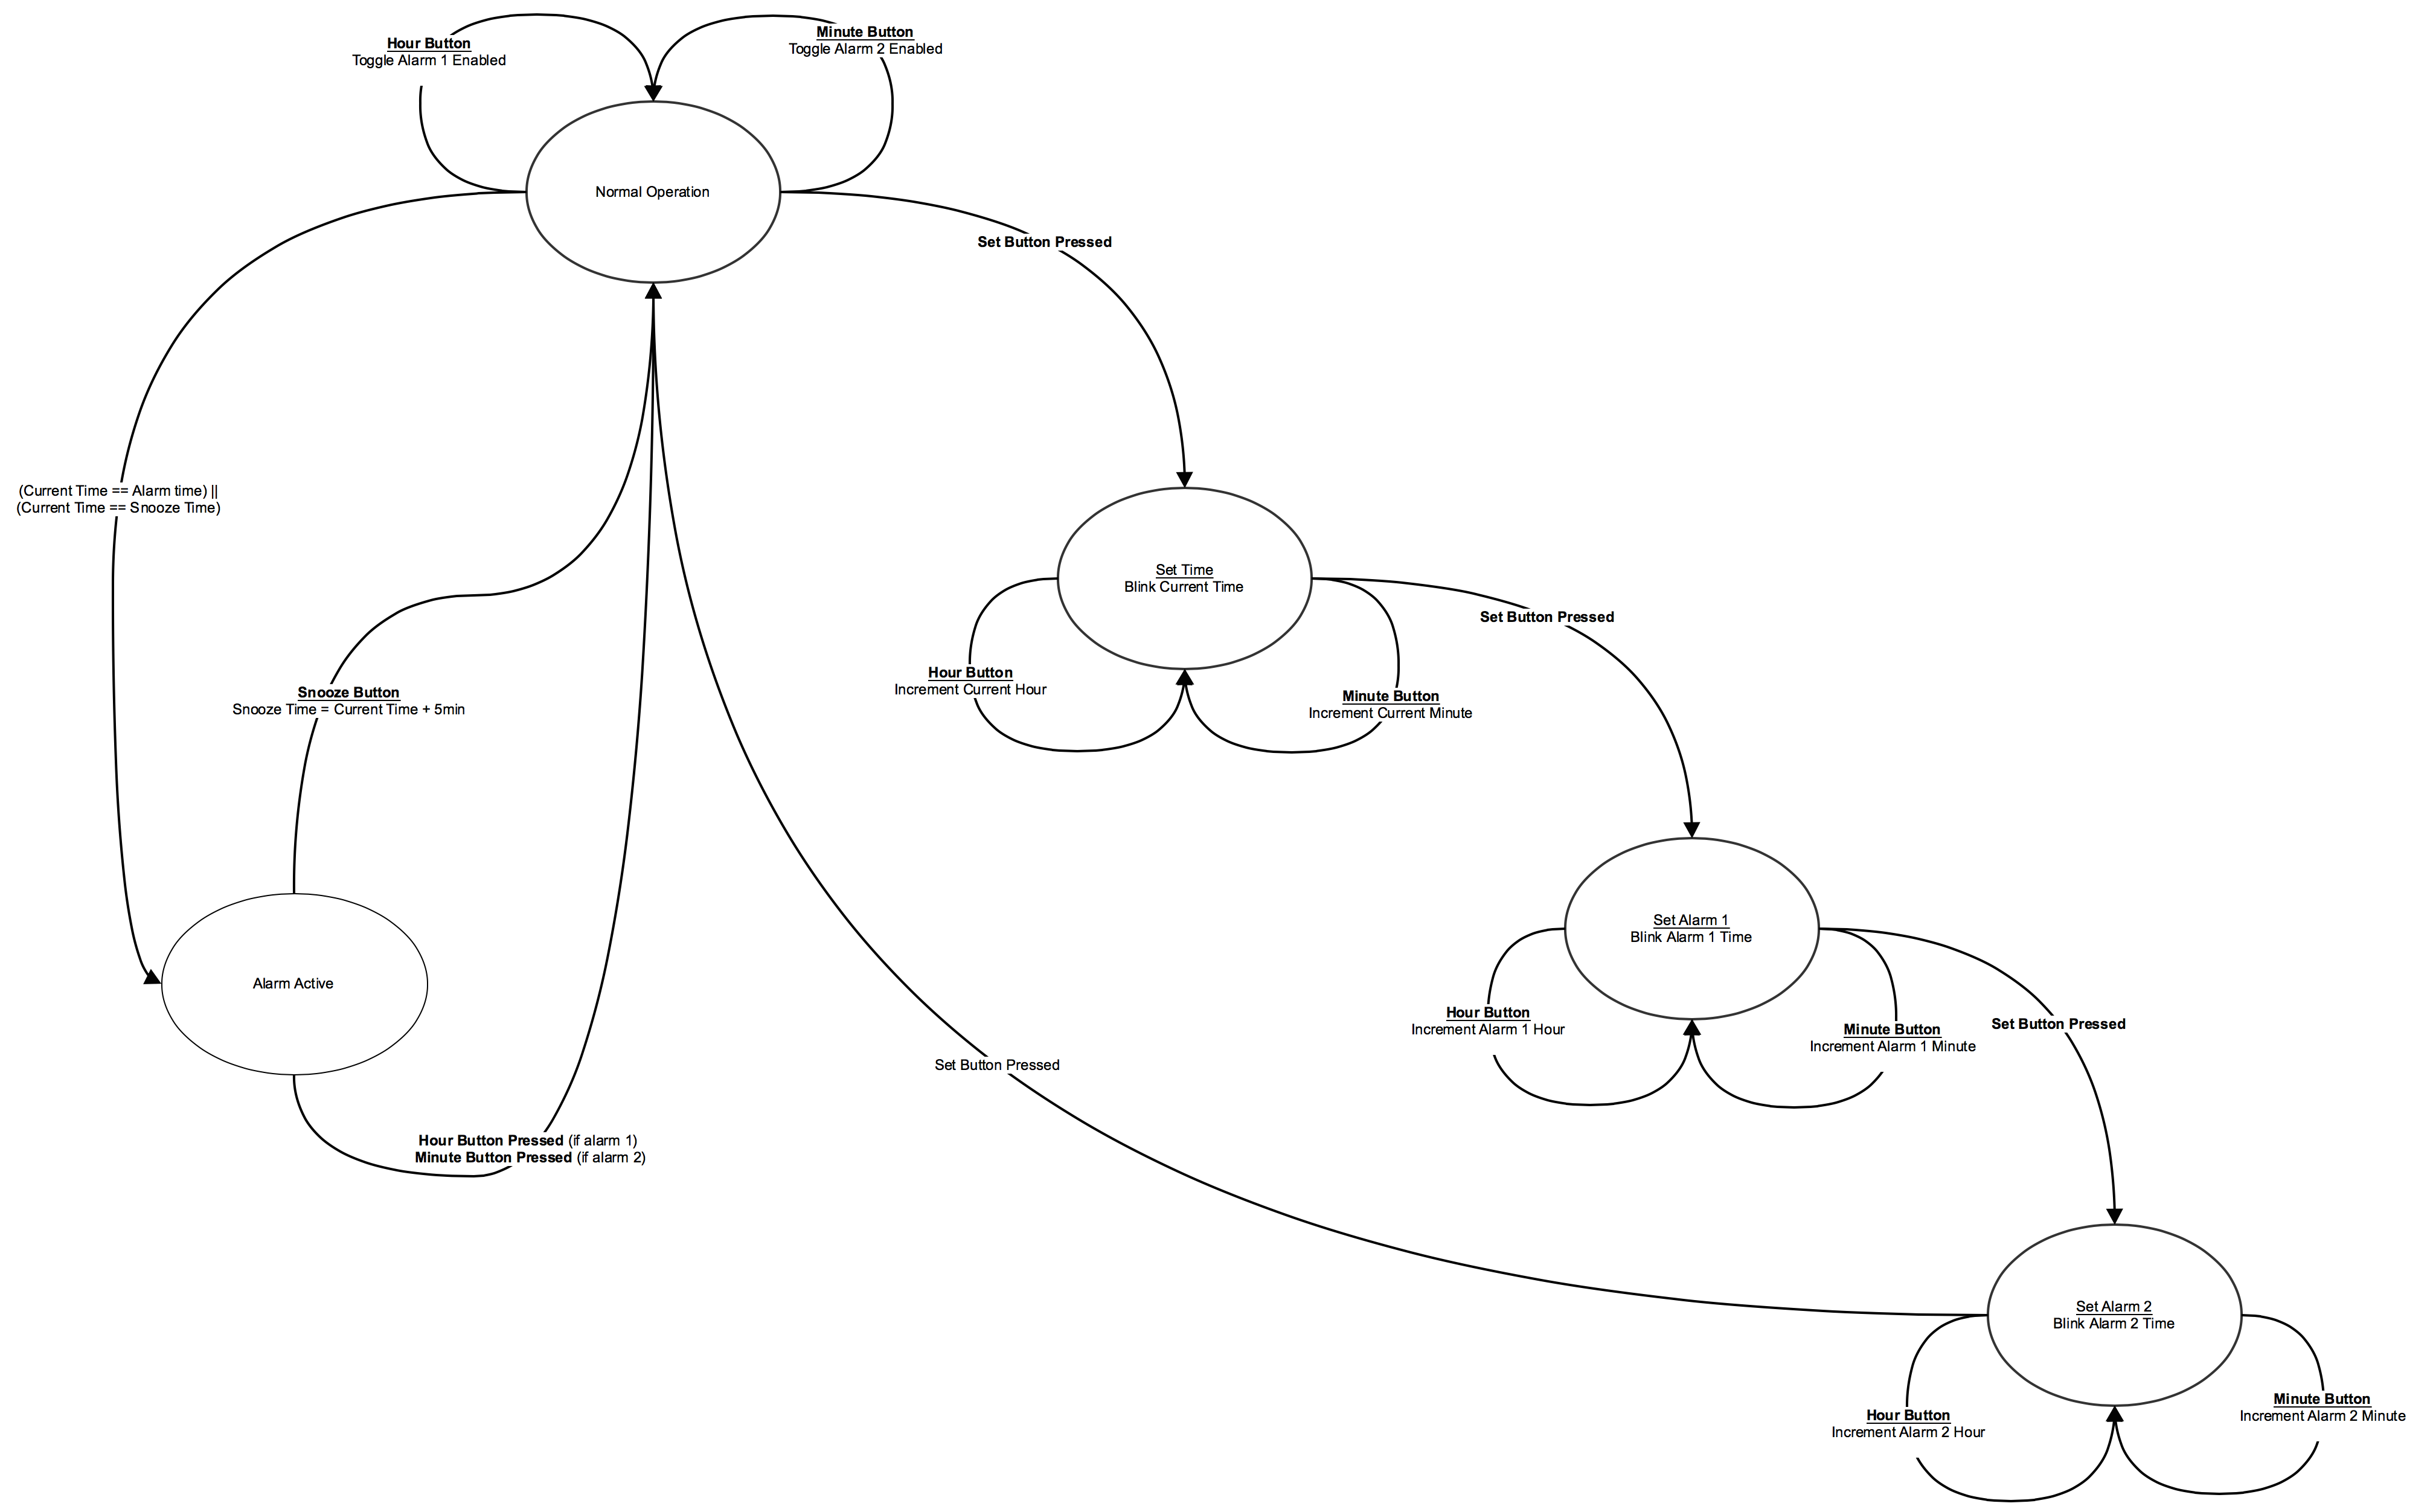 Hour Button
Toggle Alarm 1 Enabled
Minute Button
Toggle Alarm 2 Enabled
Normal Operation
Set Button Pressed
(Current Time == Alarm time) ||
(Current Time == Snooze Time)
Set Time
Blink Current Time
Set Button Pressed
Hour Button
Increment Current Hour
Minute Button
Increment Current Minute
Snooze Button
Snooze Time = Current Time + 5min
Set Alarm 1
Blink Alarm 1 Time
Alarm Active
Hour Button
Increment Alarm 1 Hour
Minute Button
Increment Alarm 1 Minute
Set Button Pressed
Set Button Pressed
Hour Button Pressed (if alarm 1)
Minute Button Pressed (if alarm 2)
Set Alarm 2
Blink Alarm 2 Time
Hour Button
Increment Alarm 2 Hour
Minute Button
Increment Alarm 2 Minute